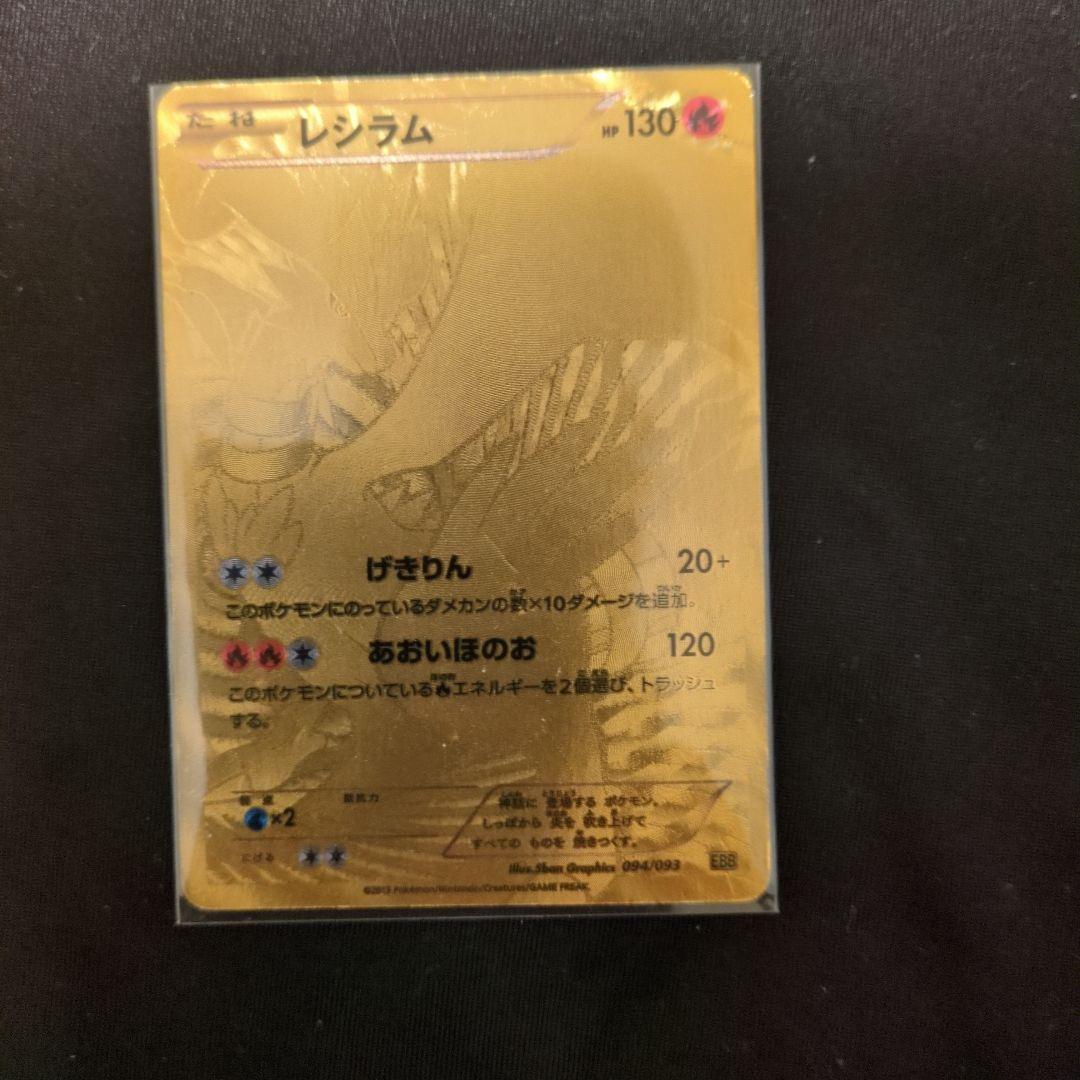 たね レシラム HP 130
げきりん 20+
このポケモンにのっているダメカンの数×10ダメージを追加。
あおいほのお 120
このポケモンについているエネルギーを2個選び、トラッシュ
する。
弱点 抵抗力
×2
神話に 登場する ポケモン。
しっぽから 炎を 吹き上げて
すべての ものを 焼きつくす。
にげる
Illus.5ban Graphics 094/093 EBB
©2013 Pokémon/Nintendo/Creatures/GAME FREAK.